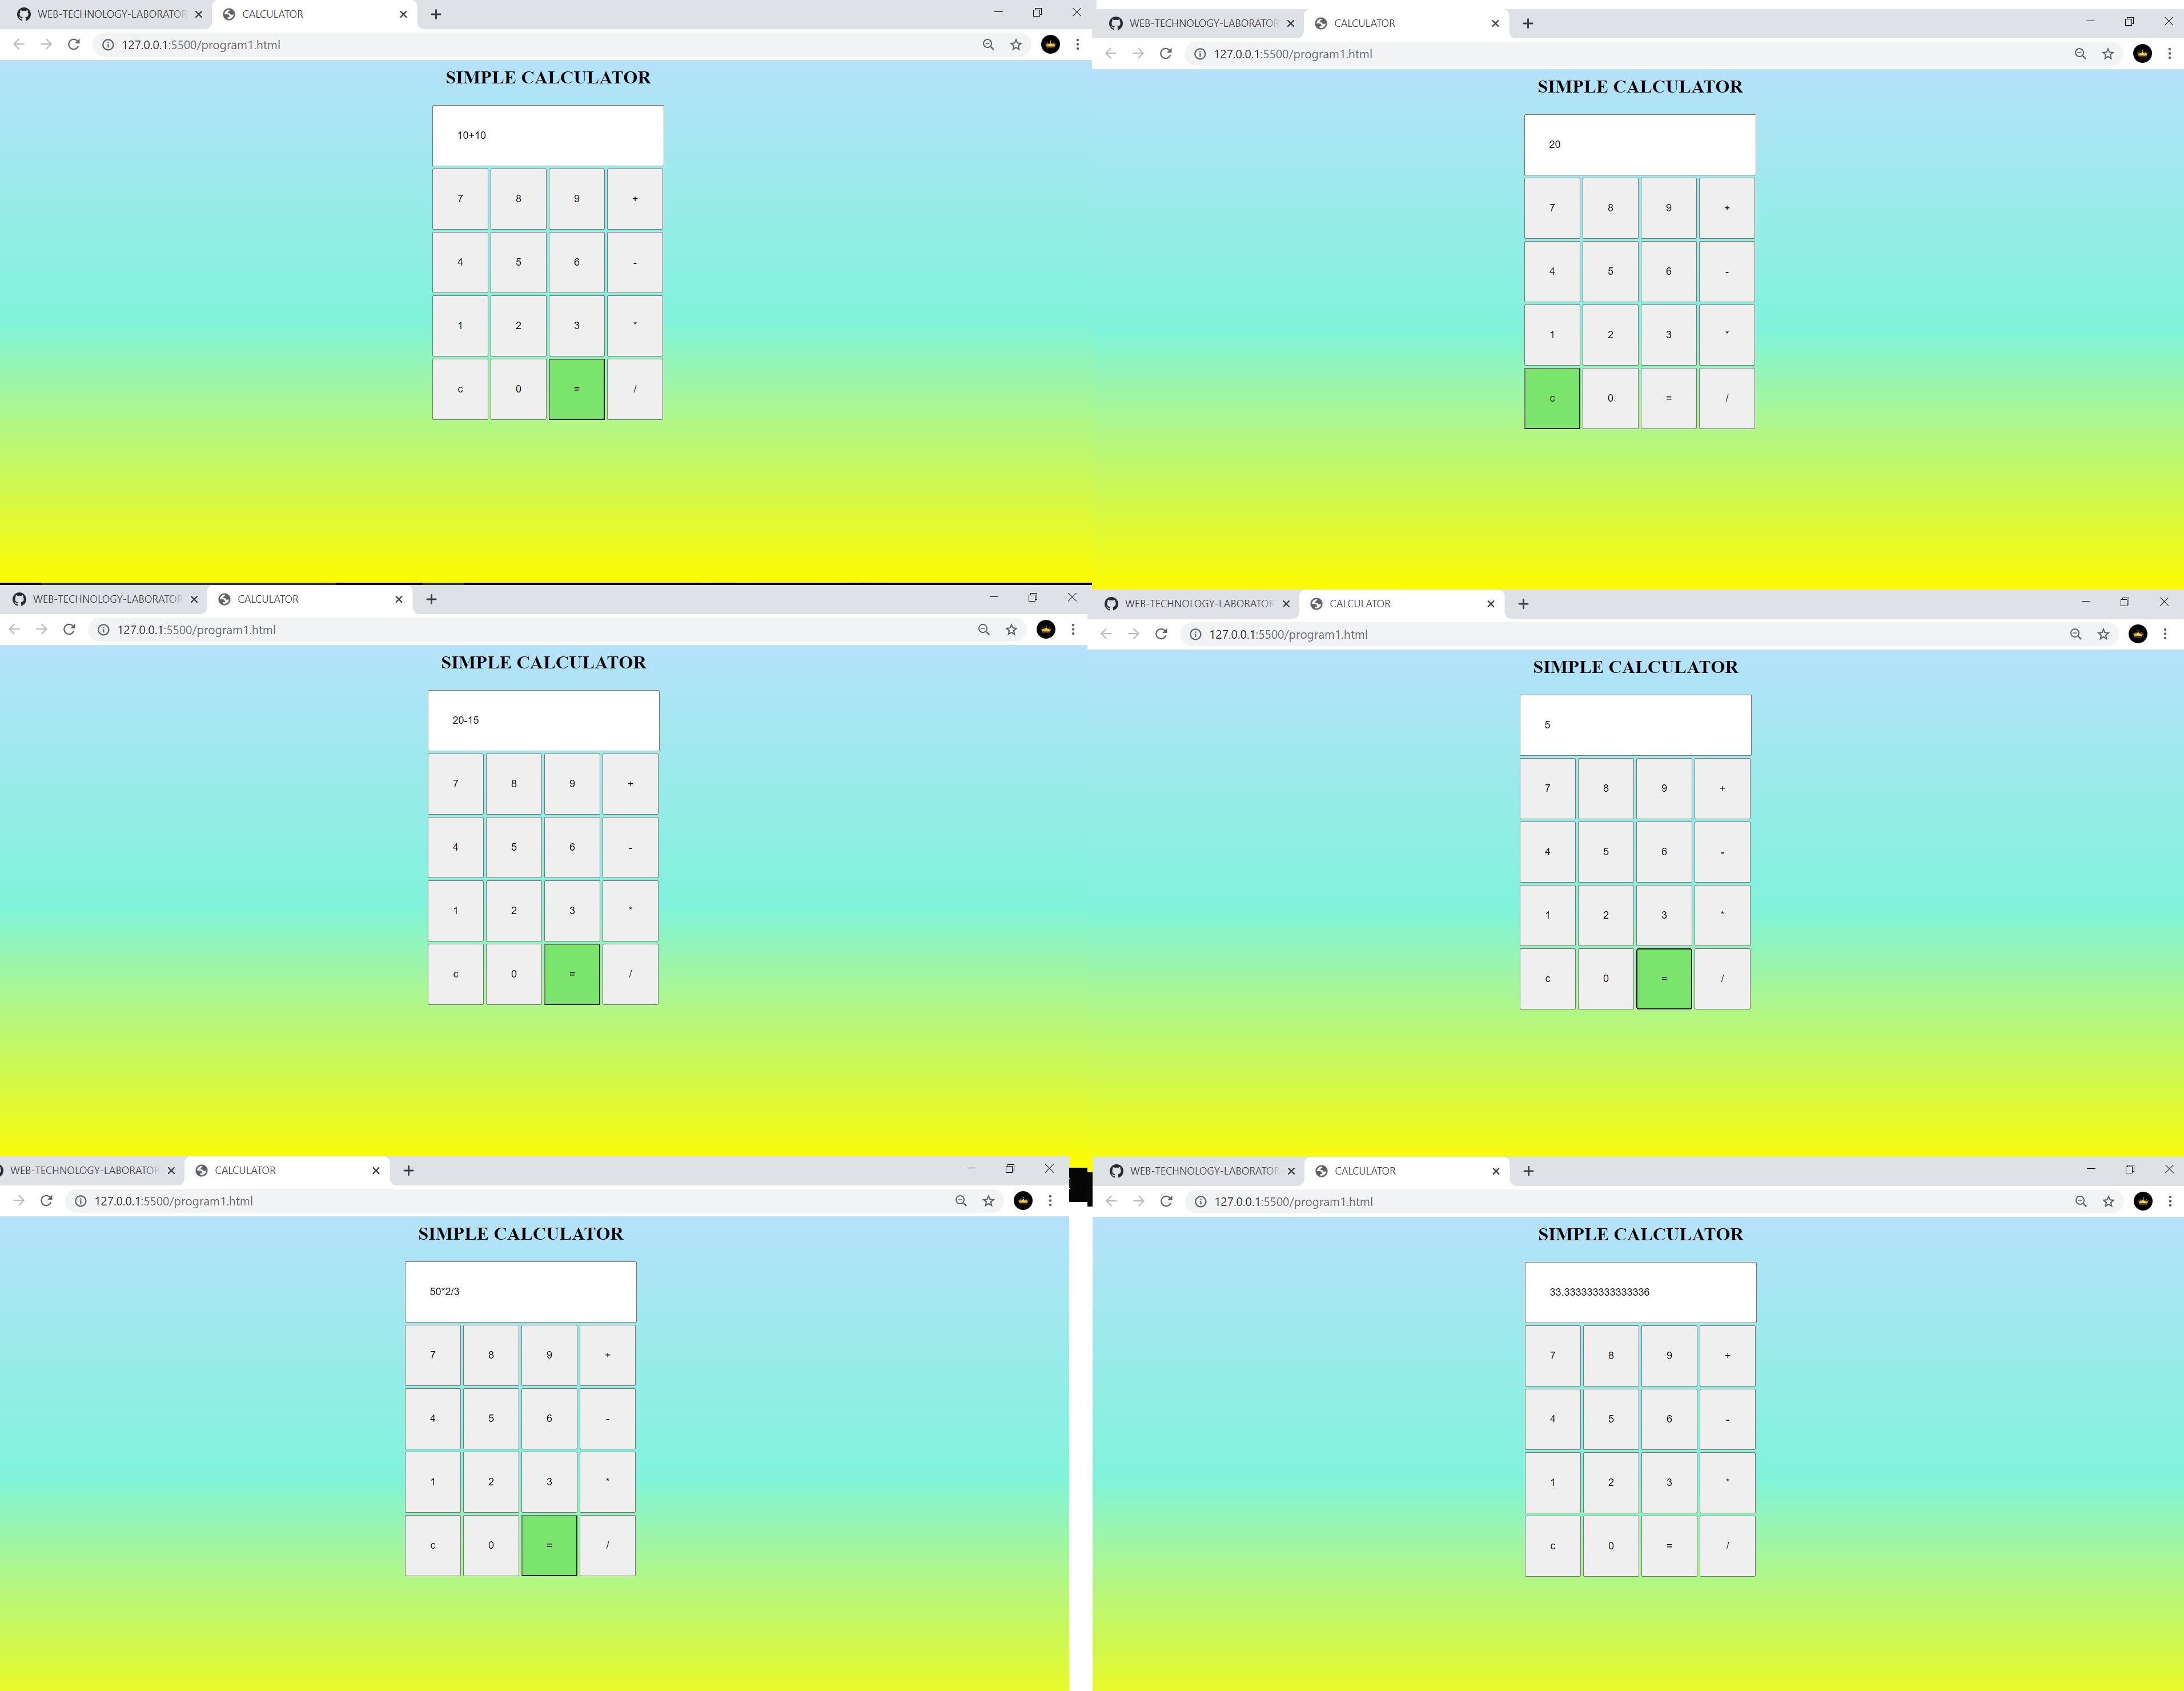 WEB-TECHNOLOGY-LABORATOR CALCULATOR
127.0.0.1:5500/program1.html
SIMPLE CALCULATOR
10+10
7 8 9 +
4 5 6 -
1 2 3 *
c 0 = /
WEB-TECHNOLOGY-LABORATOR CALCULATOR
127.0.0.1:5500/program1.html
SIMPLE CALCULATOR
20
7 8 9 +
4 5 6 -
1 2 3 *
c 0 = /
WEB-TECHNOLOGY-LABORATOR CALCULATOR
127.0.0.1:5500/program1.html
SIMPLE CALCULATOR
20-15
7 8 9 +
4 5 6 -
1 2 3 *
c 0 = /
WEB-TECHNOLOGY-LABORATOR CALCULATOR
127.0.0.1:5500/program1.html
SIMPLE CALCULATOR
5
7 8 9 +
4 5 6 -
1 2 3 *
c 0 = /
WEB-TECHNOLOGY-LABORATOR CALCULATOR
127.0.0.1:5500/program1.html
SIMPLE CALCULATOR
50*2/3
7 8 9 +
4 5 6 -
1 2 3 *
c 0 = /
WEB-TECHNOLOGY-LABORATOR CALCULATOR
127.0.0.1:5500/program1.html
SIMPLE CALCULATOR
33.333333333333336
7 8 9 +
4 5 6 -
1 2 3 *
c 0 = /